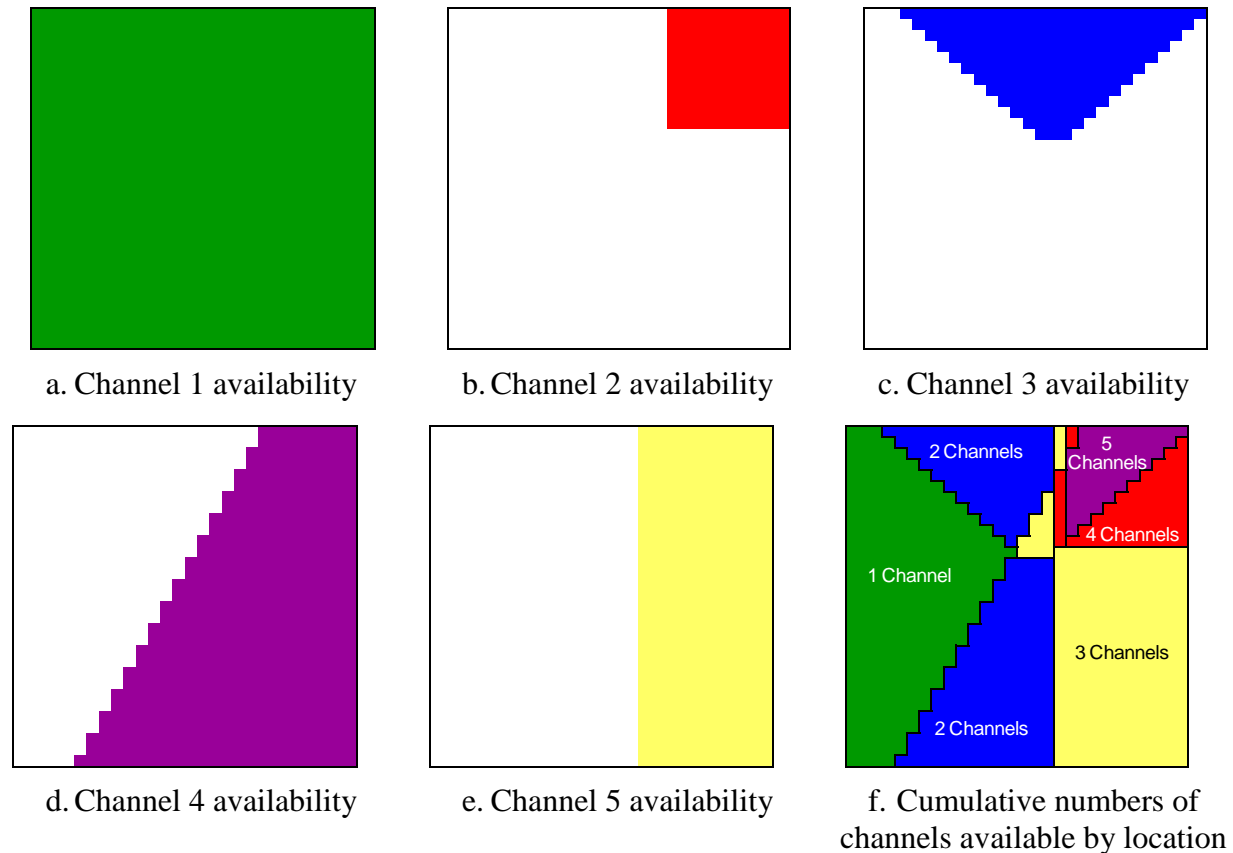 a. Channel 1 availability
b. Channel 2 availability
c. Channel 3 availability
2 Channels
5
Channels
4 Channels
1 Channel
3 Channels
2 Channels
d. Channel 4 availability
e. Channel 5 availability
f. Cumulative numbers of
channels available by location